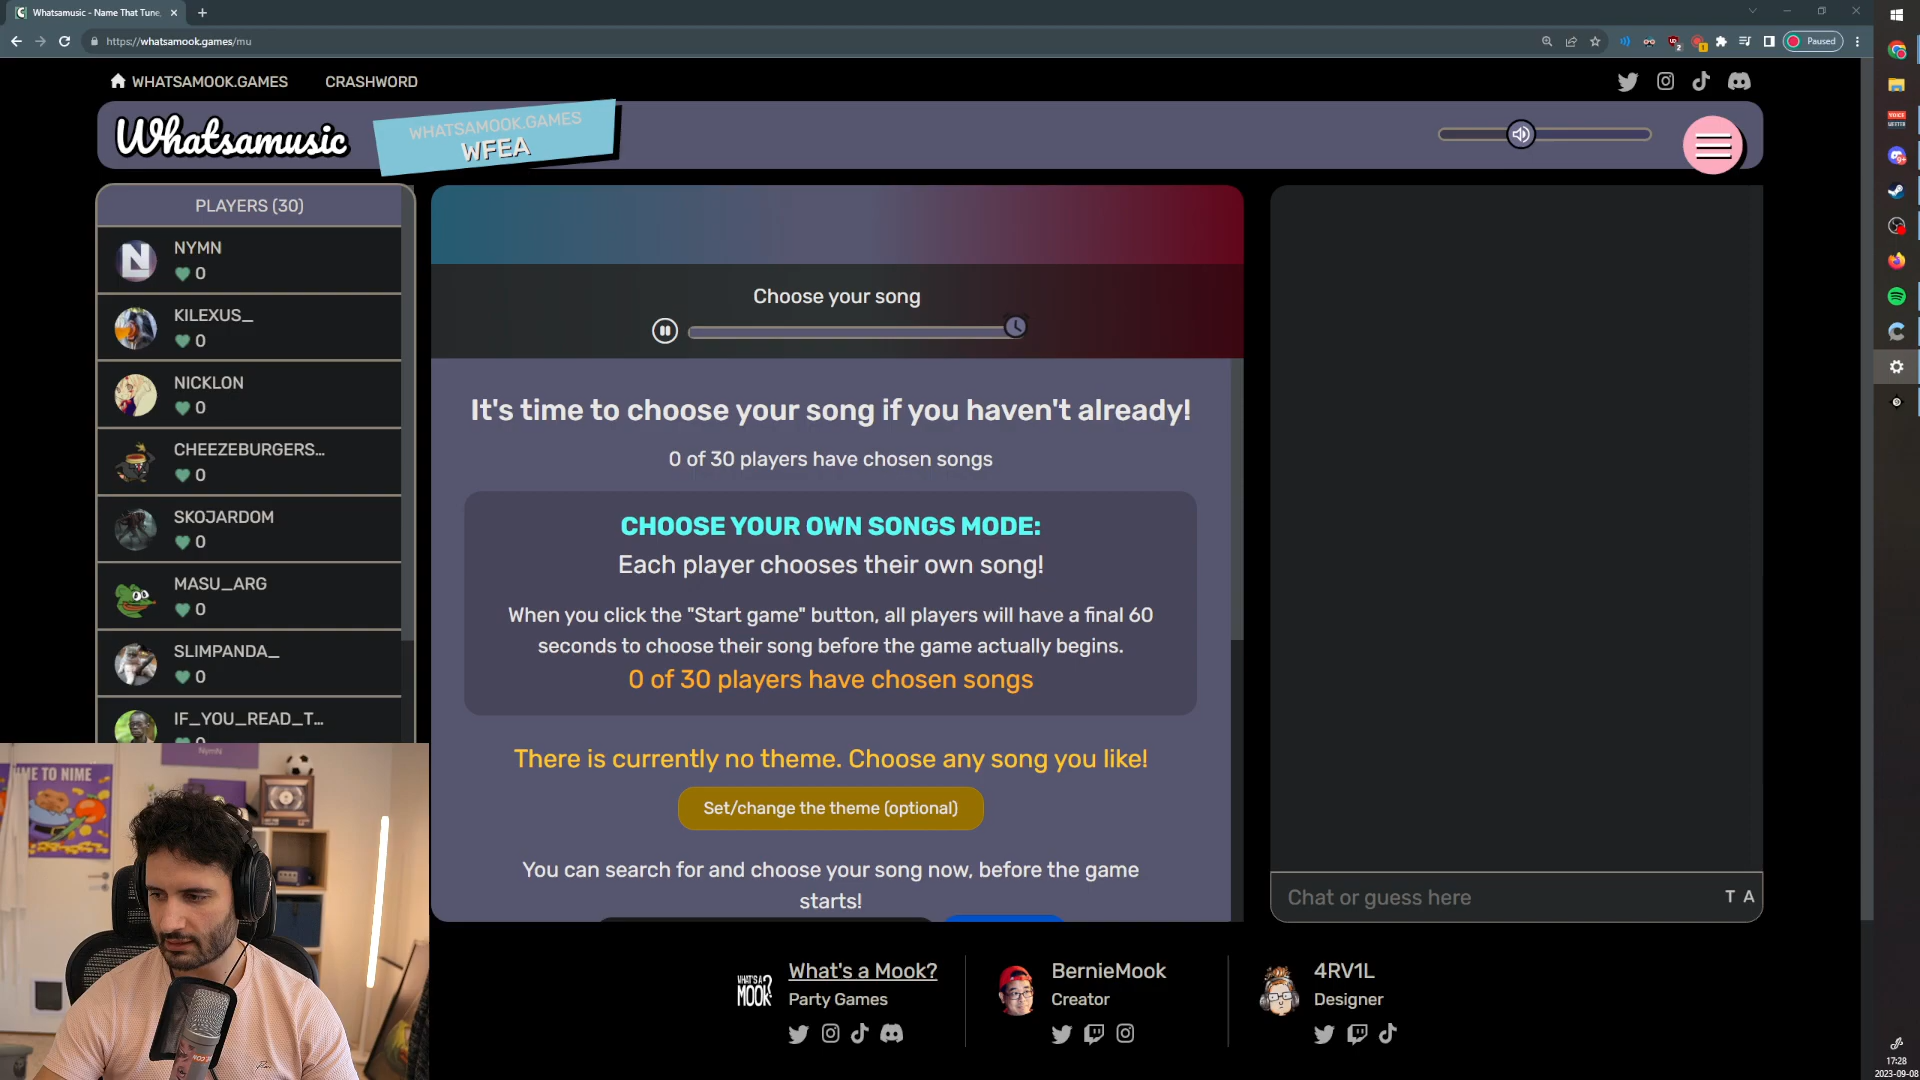 Whatsamusic - Name That Tune,
https://whatsamook.games/mu
Paused
WHATSAMOOK.GAMES
CRASHWORD
Whatsamusic
WHATSAMOOK.GAMES
WFEA
PLAYERS (30)
NYMN
0
KILEXUS_
0
NICKLON
0
CHEEZEBURGERS...
0
SKOJARDOM
0
MASU_ARG
0
SLIMPANDA_
0
IF_YOU_READ_T...
Choose your song
It's time to choose your song if you haven't already!
0 of 30 players have chosen songs
CHOOSE YOUR OWN SONGS MODE:
Each player chooses their own song!
When you click the "Start game" button, all players will have a final 60
seconds to choose their song before the game actually begins.
0 of 30 players have chosen songs
There is currently no theme. Choose any song you like!
Set/change the theme (optional)
You can search for and choose your song now, before the game
starts!
Chat or guess here
T A
WHAT'S A MOOK?
What's a Mook?
Party Games
BernieMook
Creator
4RV1L
Designer
ME TO NIME
NymN
17:28
2023-09-08